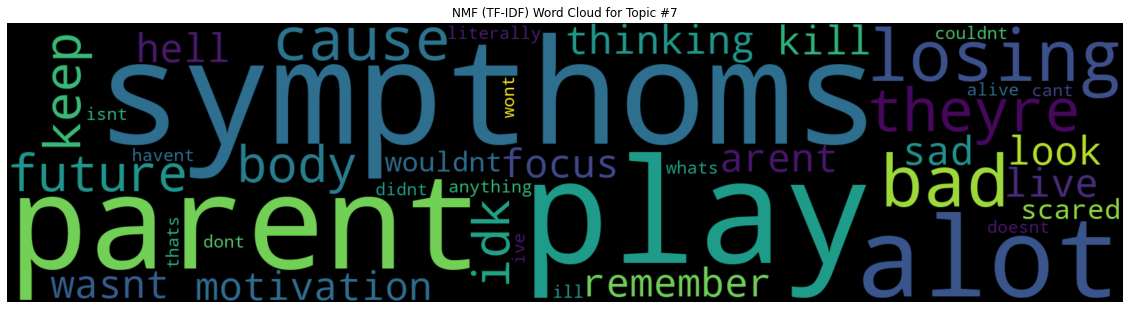 NMF (TF-IDF) Word Cloud for Topic #7
keep hell cause literally thinking kill couldnt losing
sympthoms
isnt wont alive cant theyre
future havent body wouldnt focus whats arent sad look
didnt anything bad live scared
parent play alot
thats dont idk ive doesnt
wasnt motivation ill remember